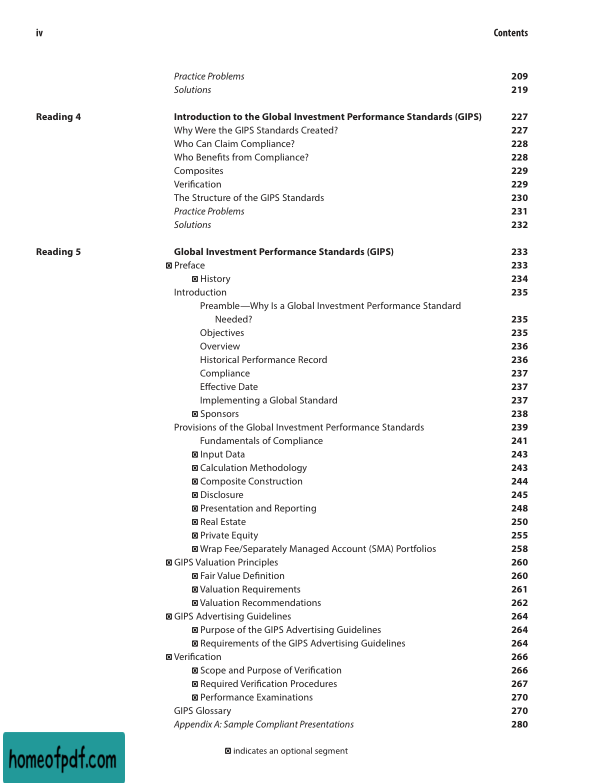 iv Contents
Practice Problems 209
Solutions 219
Reading 4 Introduction to the Global Investment Performance Standards (GIPS) 227
Why Were the GIPS Standards Created? 227
Who Can Claim Compliance? 228
Who Benefits from Compliance? 228
Composites 229
Verification 229
The Structure of the GIPS Standards 230
Practice Problems 231
Solutions 232
Reading 5 Global Investment Performance Standards (GIPS) 233
Preface 233
History 234
Introduction 235
Preamble—Why Is a Global Investment Performance Standard
Needed? 235
Objectives 235
Overview 236
Historical Performance Record 236
Compliance 237
Effective Date 237
Implementing a Global Standard 237
Sponsors 238
Provisions of the Global Investment Performance Standards 239
Fundamentals of Compliance 241
Input Data 243
Calculation Methodology 243
Composite Construction 244
Disclosure 245
Presentation and Reporting 248
Real Estate 250
Private Equity 255
Wrap Fee/Separately Managed Account (SMA) Portfolios 258
GIPS Valuation Principles 260
Fair Value Definition 260
Valuation Requirements 261
Valuation Recommendations 262
GIPS Advertising Guidelines 264
Purpose of the GIPS Advertising Guidelines 264
Requirements of the GIPS Advertising Guidelines 264
Verification 266
Scope and Purpose of Verification 266
Required Verification Procedures 267
Performance Examinations 270
GIPS Glossary 270
Appendix A: Sample Compliant Presentations 280
indicates an optional segment
homeofpdf.com